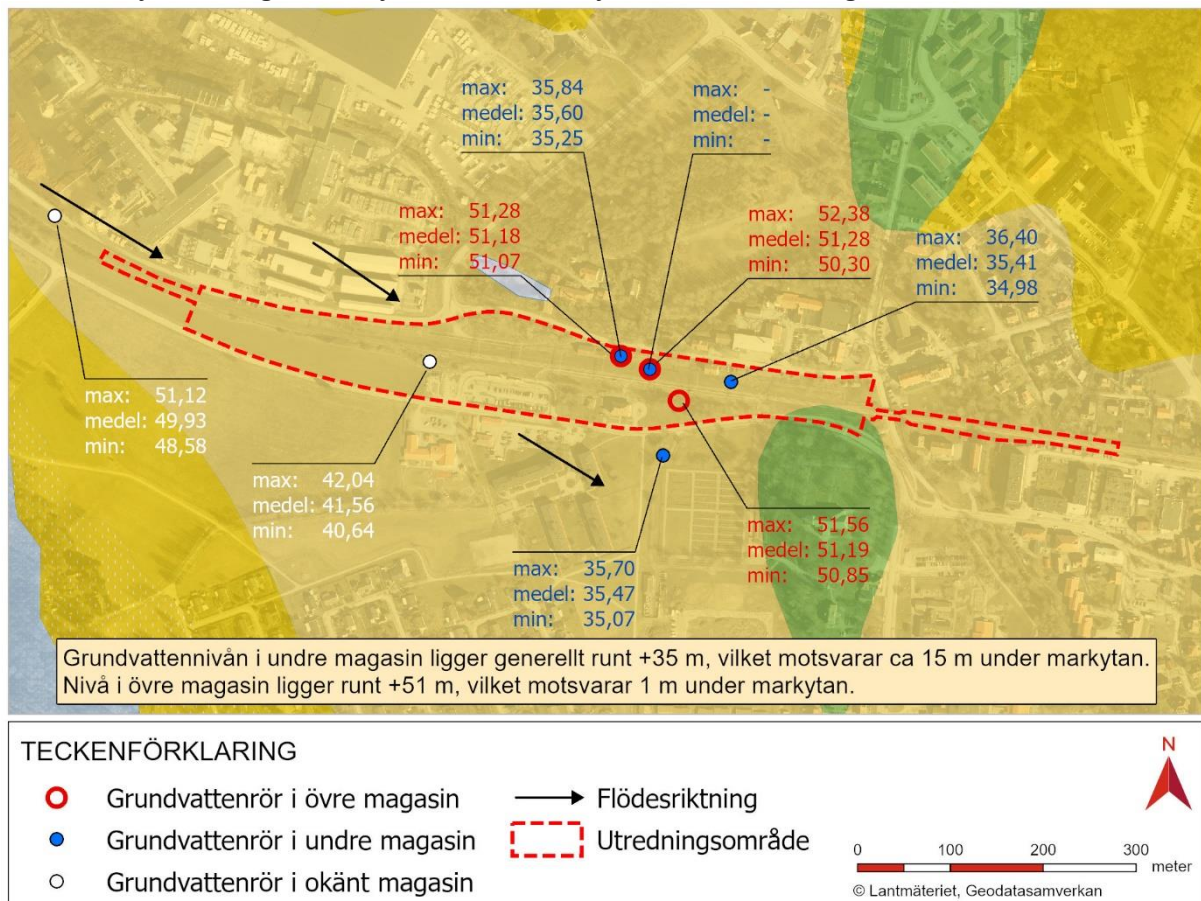 max: 35,84
medel: 35,60
min: 35,25
max: -
medel: -
min: -
max: 51,28
medel: 51,18
min: 51,07
max: 52,38
medel: 51,28
min: 50,30
max: 36,40
medel: 35,41
min: 34,98
max: 51,12
medel: 49,93
min: 48,58
max: 42,04
medel: 41,56
min: 40,64
max: 35,70
medel: 35,47
min: 35,07
max: 51,56
medel: 51,19
min: 50,85
Grundvattennivån i undre magasin ligger generellt runt +35 m, vilket motsvarar ca 15 m under markytan.
Nivå i övre magasin ligger runt +51 m, vilket motsvarar 1 m under markytan.
TECKENFÖRKLARING
Grundvattenrör i övre magasin
Grundvattenrör i undre magasin
Grundvattenrör i okänt magasin
Flödesriktning
Utredningsområde
N
0 100 200 300
meter
© Lantmäteriet, Geodatasamverkan